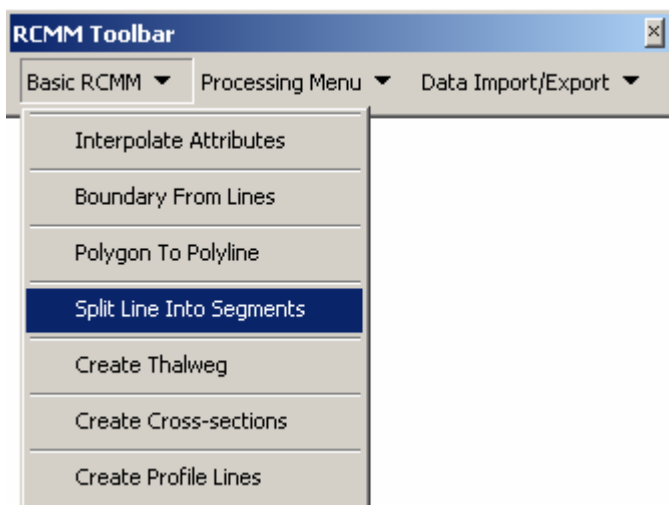 RCMM Toolbar
Basic RCMM Processing Menu Data Import/Export
Interpolate Attributes
Boundary From Lines
Polygon To Polyline
Split Line Into Segments
Create Thalweg
Create Cross-sections
Create Profile Lines